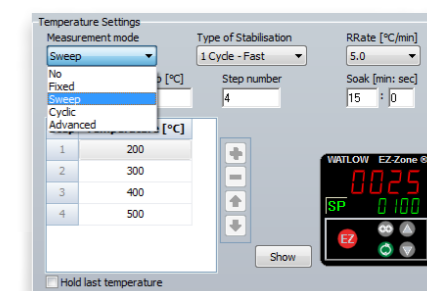 Temperature Settings
Measurement mode Type of Stabilisation RRate [°C/min]
Sweep 1 Cycle - Fast 5.0
No
[°C] Step number Soak [min: sec]
Fixed
Sweep 4 15 : 0
Cyclic
Advanced
[°C]
1 200
2 300
3 400
4 500
WATLOW EZ-Zone ®
0025
SP 0100
EZ
Show
Hold last temperature